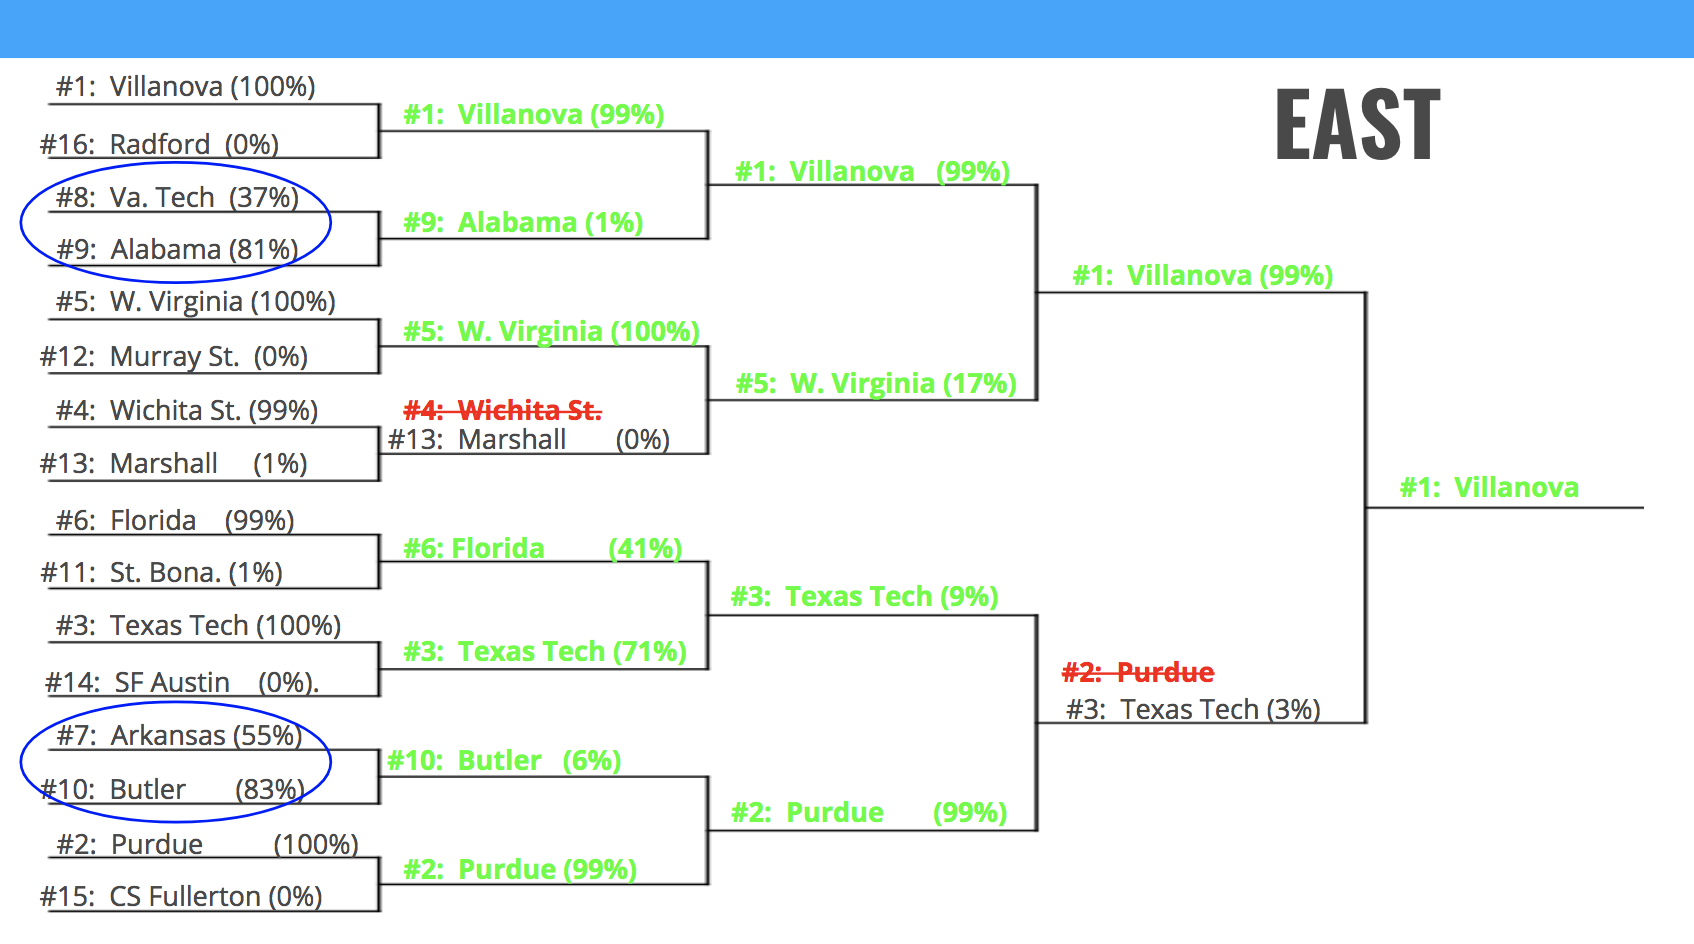 EAST
#1: Villanova (100%)
#16: Radford (0%)
#8: Va. Tech (37%)
#9: Alabama (81%)
#5: W. Virginia (100%)
#12: Murray St. (0%)
#4: Wichita St. (99%)
#13: Marshall (1%)
#6: Florida (99%)
#11: St. Bona. (1%)
#3: Texas Tech (100%)
#14: SF Austin (0%).
#7: Arkansas (55%)
#10: Butler (83%)
#2: Purdue (100%)
#15: CS Fullerton (0%)
#1: Villanova (99%)
#9: Alabama (1%)
#5: W. Virginia (100%)
#4: Wichita St.
#13: Marshall (0%)
#6: Florida (41%)
#3: Texas Tech (71%)
#10: Butler (6%)
#2: Purdue (99%)
#1: Villanova (99%)
#5: W. Virginia (17%)
#3: Texas Tech (9%)
#2: Purdue (99%)
#1: Villanova (99%)
#2: Purdue
#3: Texas Tech (3%)
#1: Villanova